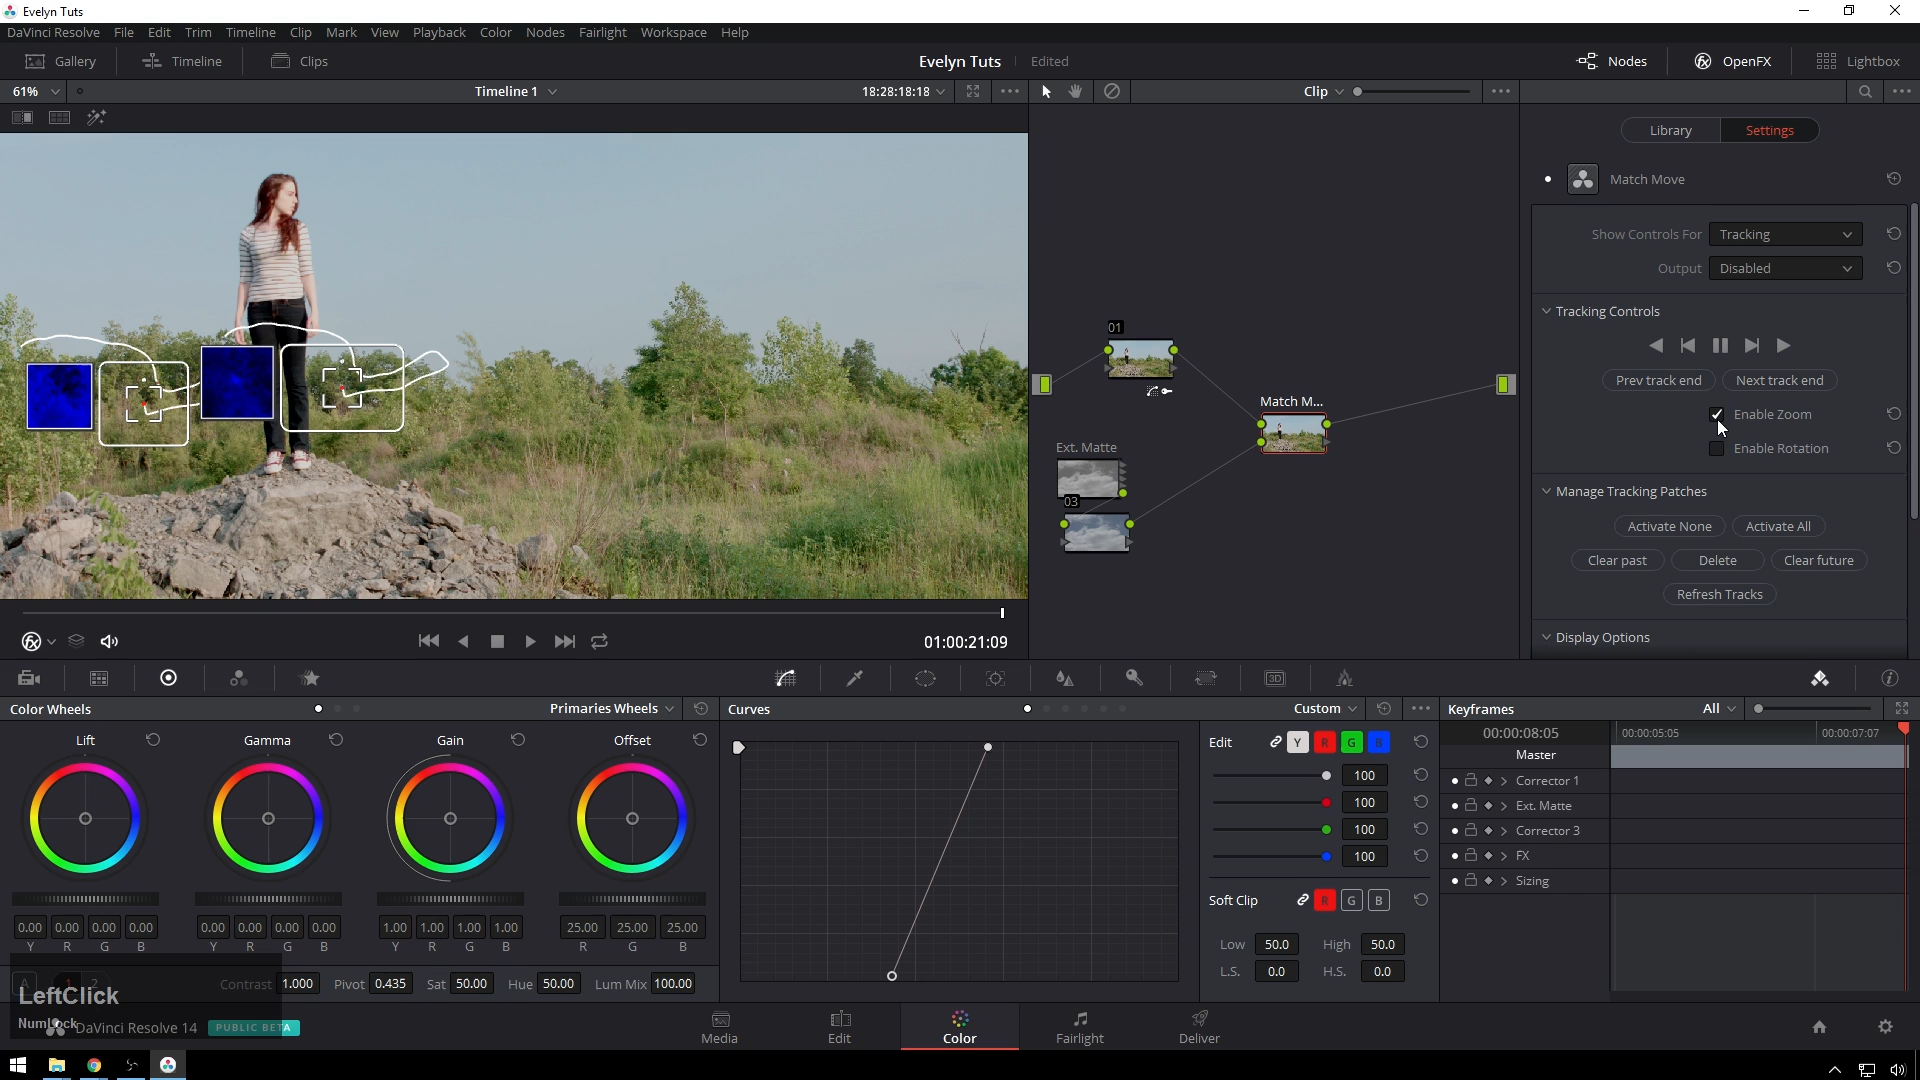 Evelyn Tuts
DaVinci Resolve File Edit Trim Timeline Clip Mark View Playback Color Nodes Fairlight Workspace Help
Gallery Timeline Clips Evelyn Tuts Edited Nodes OpenFX Lightbox
61% Timeline 1 18:28:18:18 Clip
Library Settings
Match Move
Show Controls For Tracking
Output Disabled
Tracking Controls
Prev track end Next track end
Enable Zoom
Enable Rotation
Manage Tracking Patches
Activate None Activate All
Clear past Delete Clear future
Refresh Tracks
Display Options
01
Match M...
Ext. Matte
03
01:00:21:09
3D
Color Wheels Primaries Wheels Curves Custom Keyframes All
Lift Gamma Gain Offset
0.00 0.00 0.00 0.00 0.00 0.00 0.00 0.00 1.00 1.00 1.00 1.00 25.00 25.00 25.00
Y R G B Y R G B Y R G B R G B
A 1 2 Contrast 1.000 Pivot 0.435 Sat 50.00 Hue 50.00 Lum Mix 100.00
Edit Y R G B
100
100
100
100
Soft Clip R G B
Low 50.0 High 50.0
L.S. 0.0 H.S. 0.0
00:00:08:05 00:00:05:05 00:00:07:07
Master
Corrector 1
Ext. Matte
Corrector 3
FX
Sizing
LeftClick
NumLock
DaVinci Resolve 14 PUBLIC BETA
Media Edit Color Fairlight Deliver